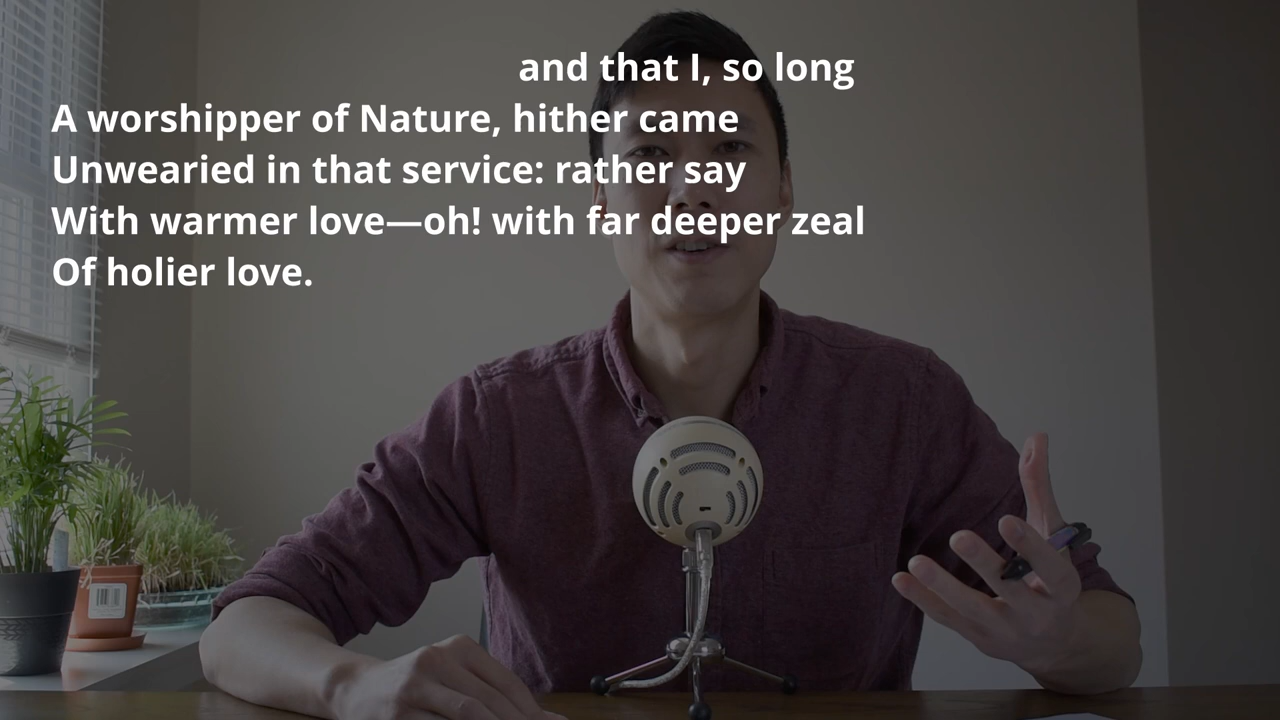 and that I, so long
A worshipper of Nature, hither came
Unwearied in that service: rather say
With warmer love—oh! with far deeper zeal
Of holier love.